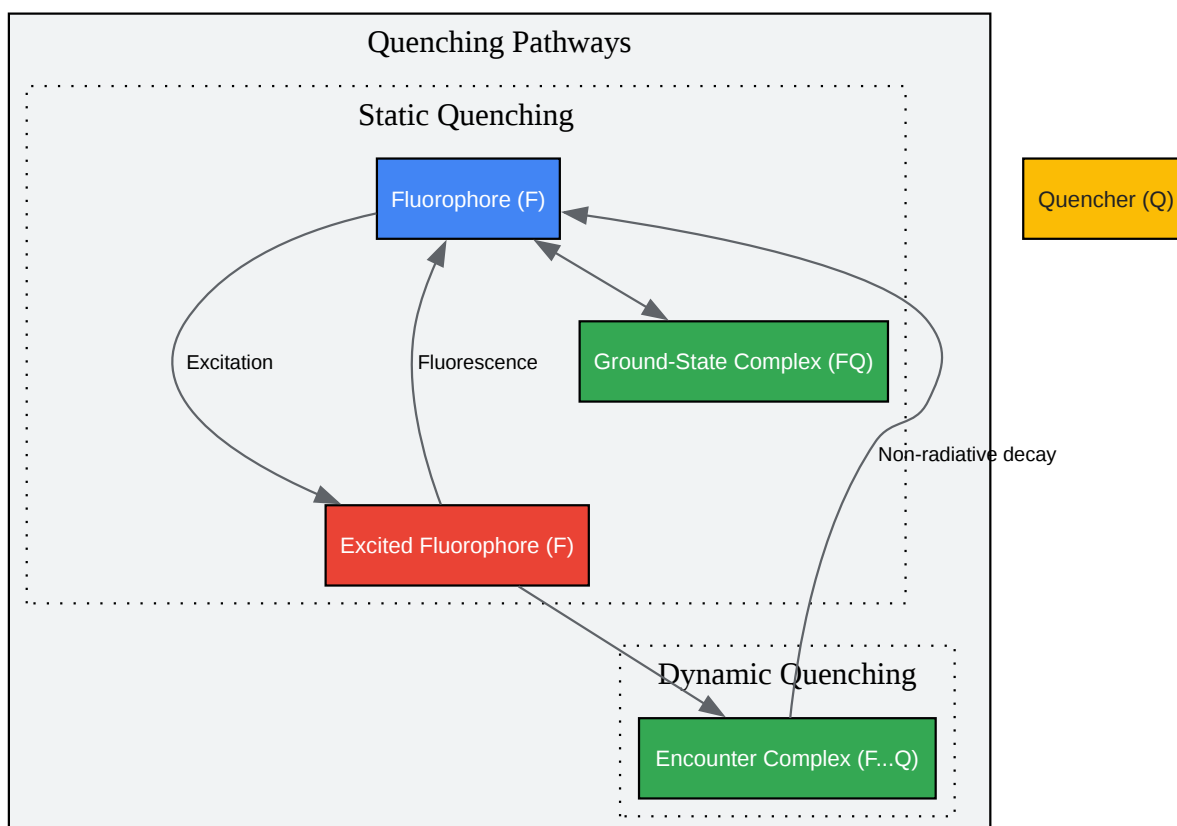 Quenching Pathways
Static Quenching
Fluorophore (F)
Quencher (Q)
Excitation
Fluorescence
Ground-State Complex (FQ)
Non-radiative decay
Excited Fluorophore (F)
Dynamic Quenching
Encounter Complex (F...Q)